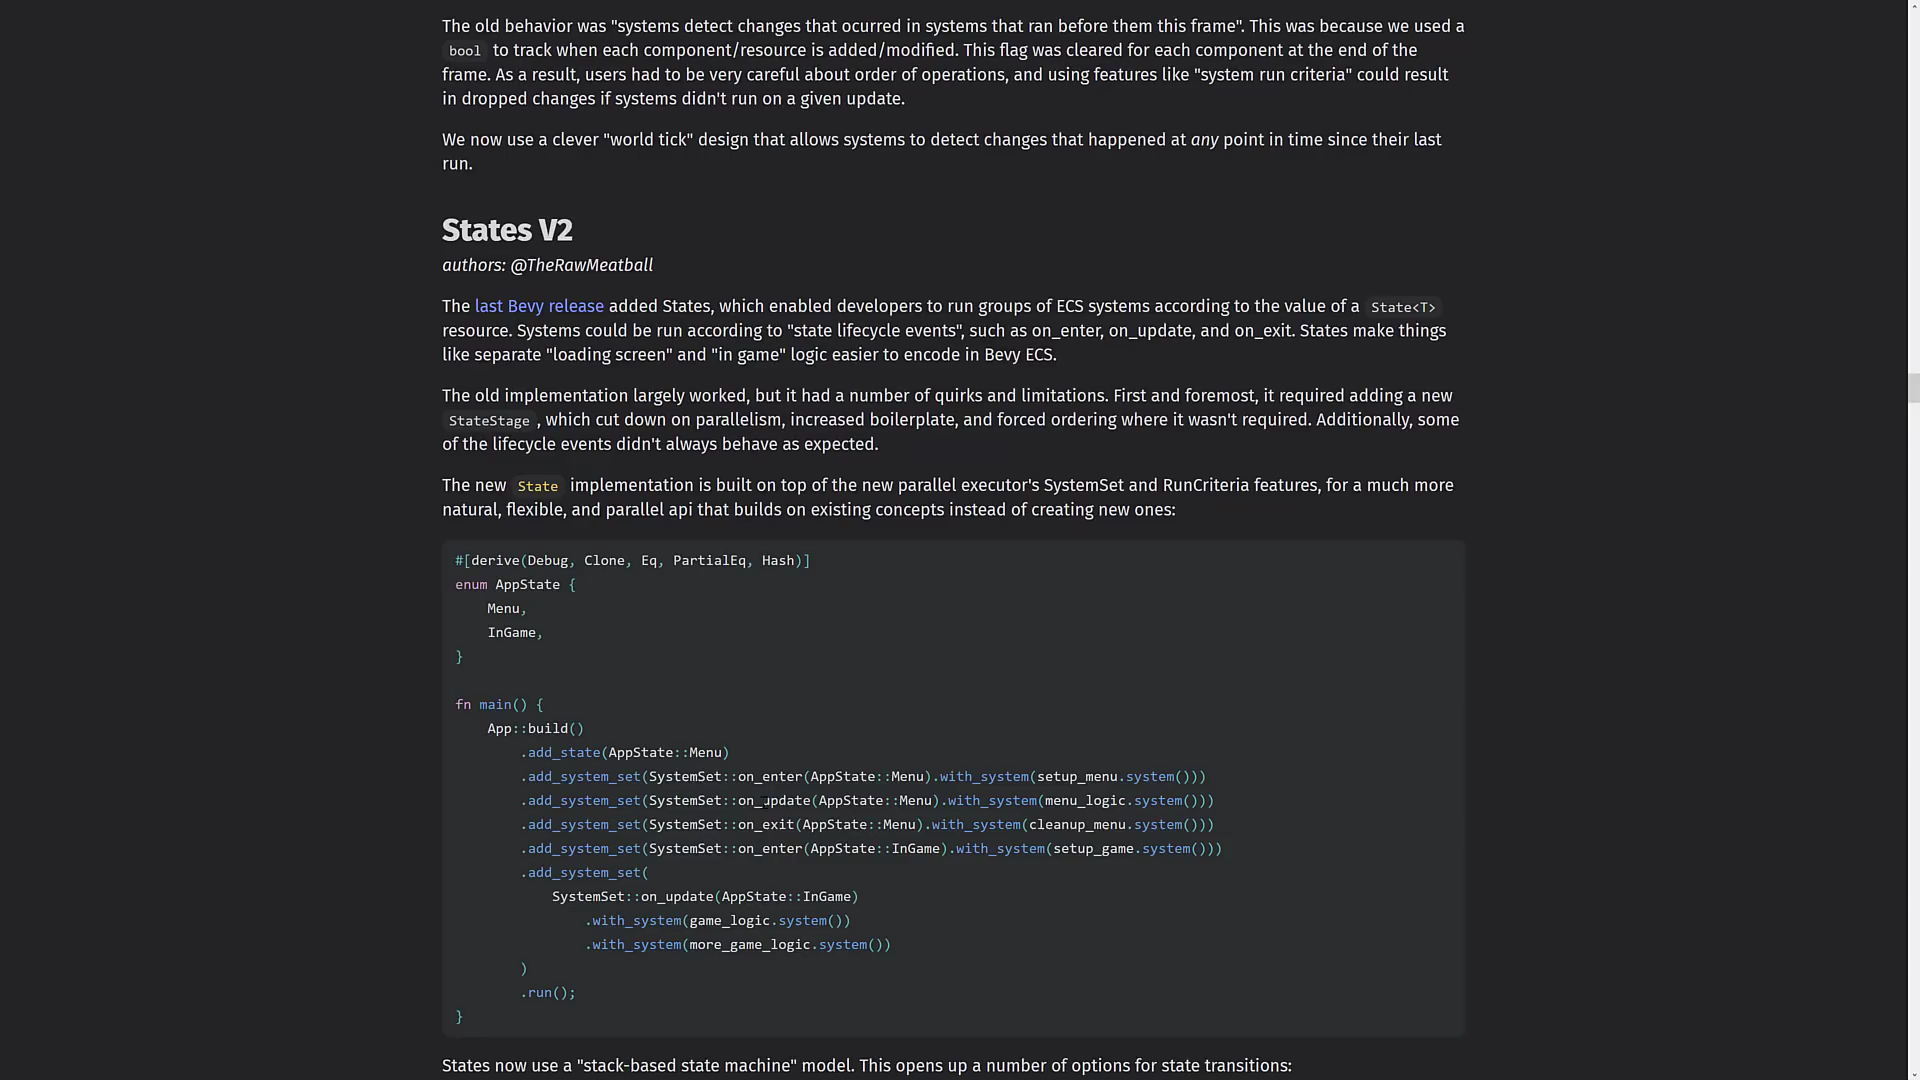 The old behavior was "systems detect changes that ocurred in systems that ran before them this frame". This was because we used a
bool to track when each component/resource is added/modified. This flag was cleared for each component at the end of the
frame. As a result, users had to be very careful about order of operations, and using features like "system run criteria" could result
in dropped changes if systems didn't run on a given update.
We now use a clever "world tick" design that allows systems to detect changes that happened at any point in time since their last
run.
States V2
authors: @TheRawMeatball
The last Bevy release added States, which enabled developers to run groups of ECS systems according to the value of a State<T>
resource. Systems could be run according to "state lifecycle events", such as on_enter, on_update, and on_exit. States make things
like separate "loading screen" and "in game" logic easier to encode in Bevy ECS.
The old implementation largely worked, but it had a number of quirks and limitations. First and foremost, it required adding a new
StateStage, which cut down on parallelism, increased boilerplate, and forced ordering where it wasn't required. Additionally, some
of the lifecycle events didn't always behave as expected.
The new State implementation is built on top of the new parallel executor's SystemSet and RunCriteria features, for a much more
natural, flexible, and parallel api that builds on existing concepts instead of creating new ones:
#[derive(Debug, Clone, Eq, PartialEq, Hash)]
enum AppState {
    Menu,
    InGame,
}
fn main() {
    App::build()
        .add_state(AppState::Menu)
        .add_system_set(SystemSet::on_enter(AppState::Menu).with_system(setup_menu.system()))
        .add_system_set(SystemSet::on_update(AppState::Menu).with_system(menu_logic.system()))
        .add_system_set(SystemSet::on_exit(AppState::Menu).with_system(cleanup_menu.system()))
        .add_system_set(SystemSet::on_enter(AppState::InGame).with_system(setup_game.system()))
        .add_system_set(
            SystemSet::on_update(AppState::InGame)
                .with_system(game_logic.system())
                .with_system(more_game_logic.system())
        )
        .run();
}
States now use a "stack-based state machine" model. This opens up a number of options for state transitions: